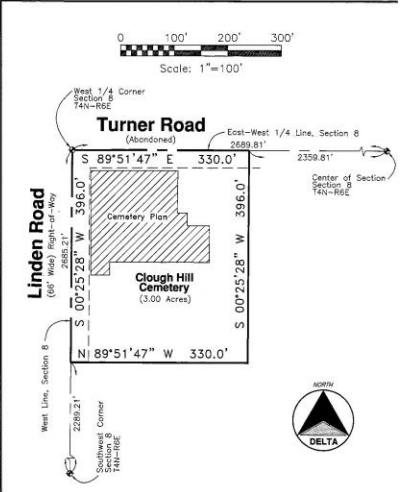 0 100' 200' 300'
Scale: 1"=100'
West 1/4 Corner
Section 8
T4N-R6E
Turner Road
(Abandoned)
East-West 1/4 Line, Section 8
2689.81'
2359.81'
Center of Section
Section 8
T4N-R6E
S 89°51'47" E 330.0'
Linden Road
(66' Wide) Right-of-Way
2685.21'
S 00°25'28" W 396.0'
S 00°25'28" W 396.0'
Cemetery Plan
Clough Hill
Cemetery
(3.00 Acres)
N 89°51'47" W 330.0'
West Line, Section 8
2289.21'
Southwest Corner
Section 8
T4N-R6E
NORTH
DELTA